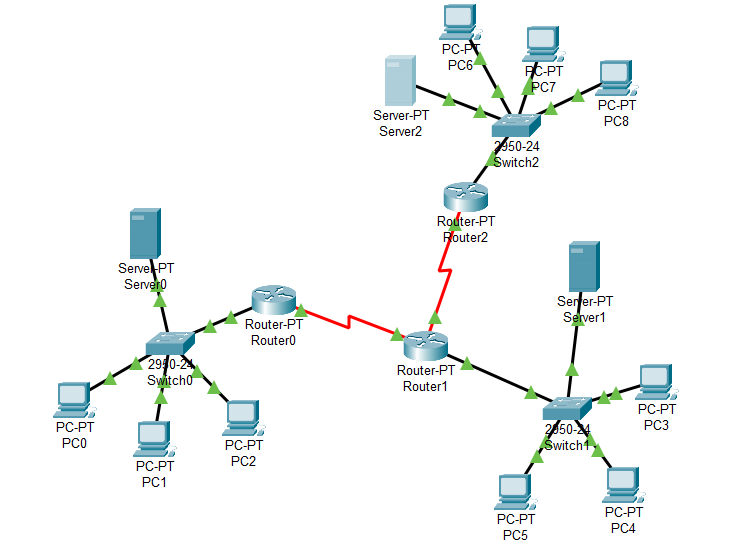 PC-PT
PC6
PC-PT
PC7
PC-PT
PC8
Server-PT
Server2
2950-24
Switch2
Router-PT
Router2
Server-PT
Server0
Server-PT
Server1
Router-PT
Router0
Router-PT
Router1
2950-24
Switch0
PC-PT
PC3
PC-PT
PC0
PC-PT
PC2
2950-24
Switch1
PC-PT
PC1
PC-PT
PC4
PC-PT
PC5